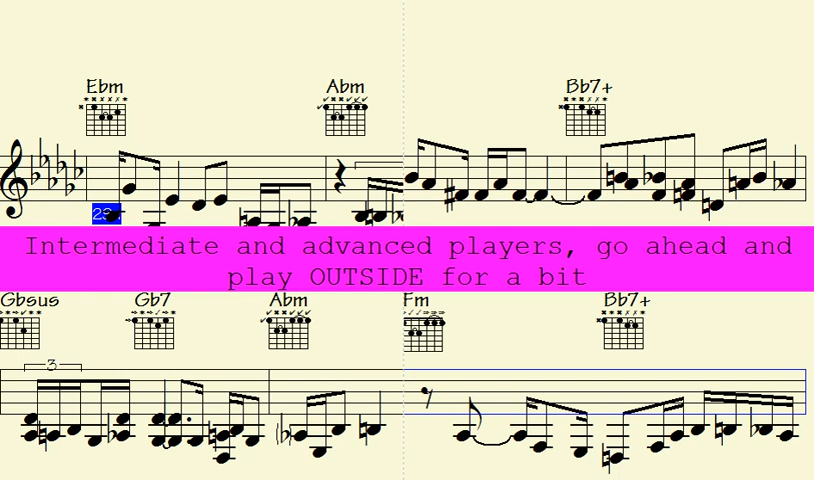 Ebm Abm Bb7+
Intermediate and advanced players, go ahead and
play OUTSIDE for a bit
Gbsus Gb7 Abm Fm Bb7+
3